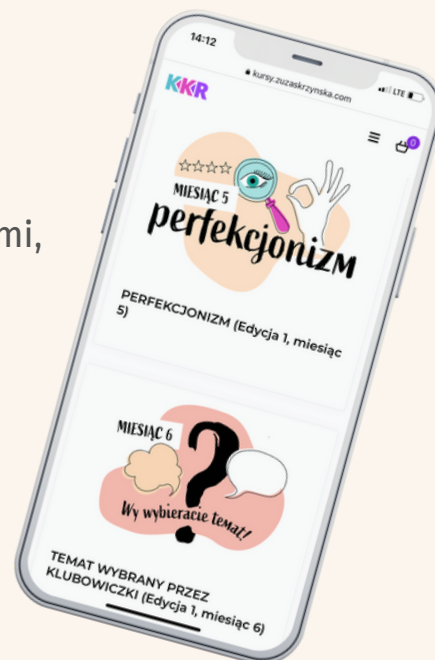 mi,
14:12
kursy.zuzaskrzynska.com
LTE
KKR
0
MIESIĄC 5
perfekcjonizm
PERFEKCJONIZM (Edycja 1, miesiąc
5)
MIESIĄC 6
?
Wy wybieracie temat!
TEMAT WYBRANY PRZEZ
KLUBOWICZKI (Edycja 1, miesiąc 6)